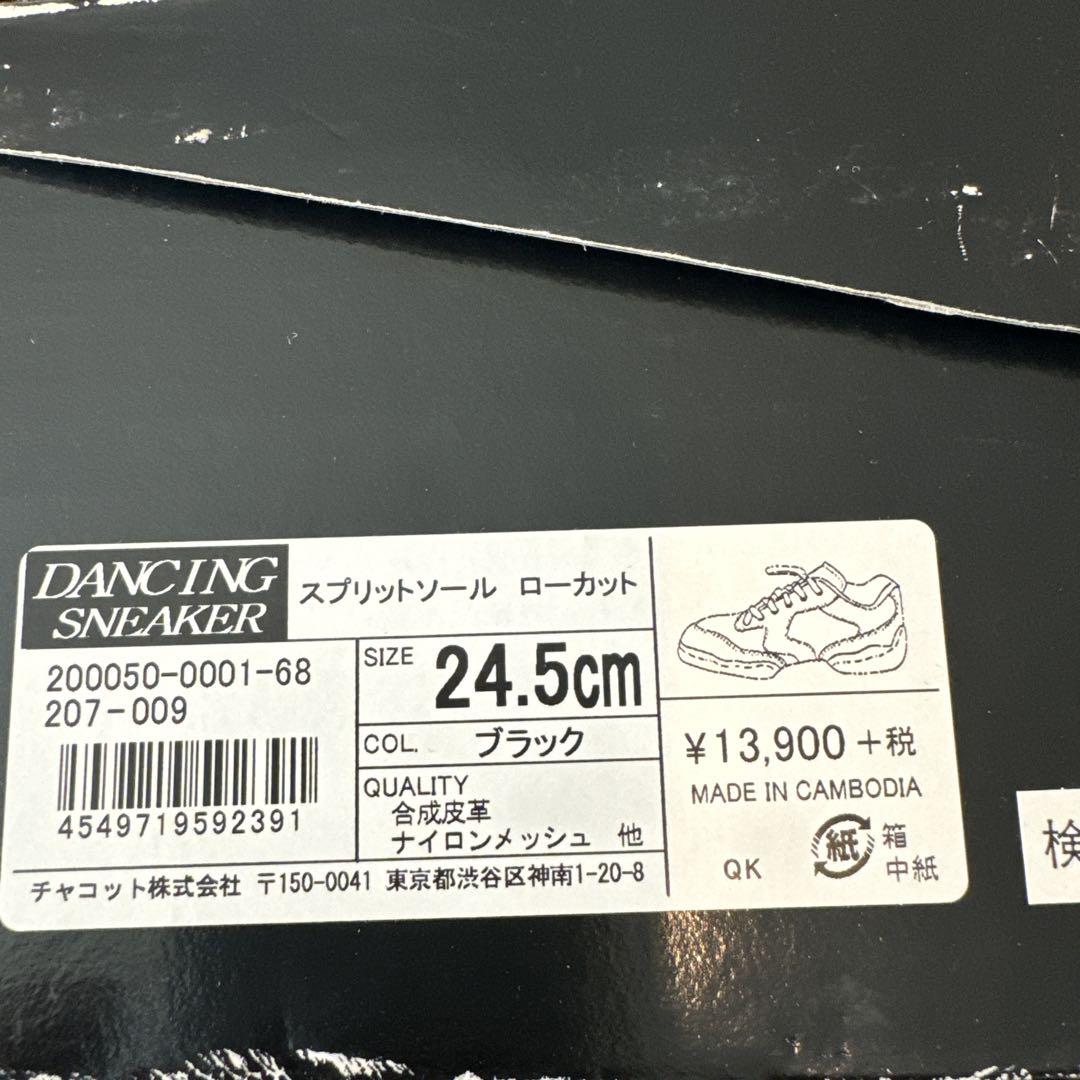 DANCING
SNEAKER
スプリットソール ローカット
200050-0001-68
207-009
4549719592391
SIZE 24.5cm
COL. ブラック
QUALITY
合成皮革
ナイロンメッシュ 他
チャコット株式会社 〒150-0041 東京都渋谷区神南1-20-8
¥13,900+税
MADE IN CAMBODIA
QK
紙
箱
中紙
検